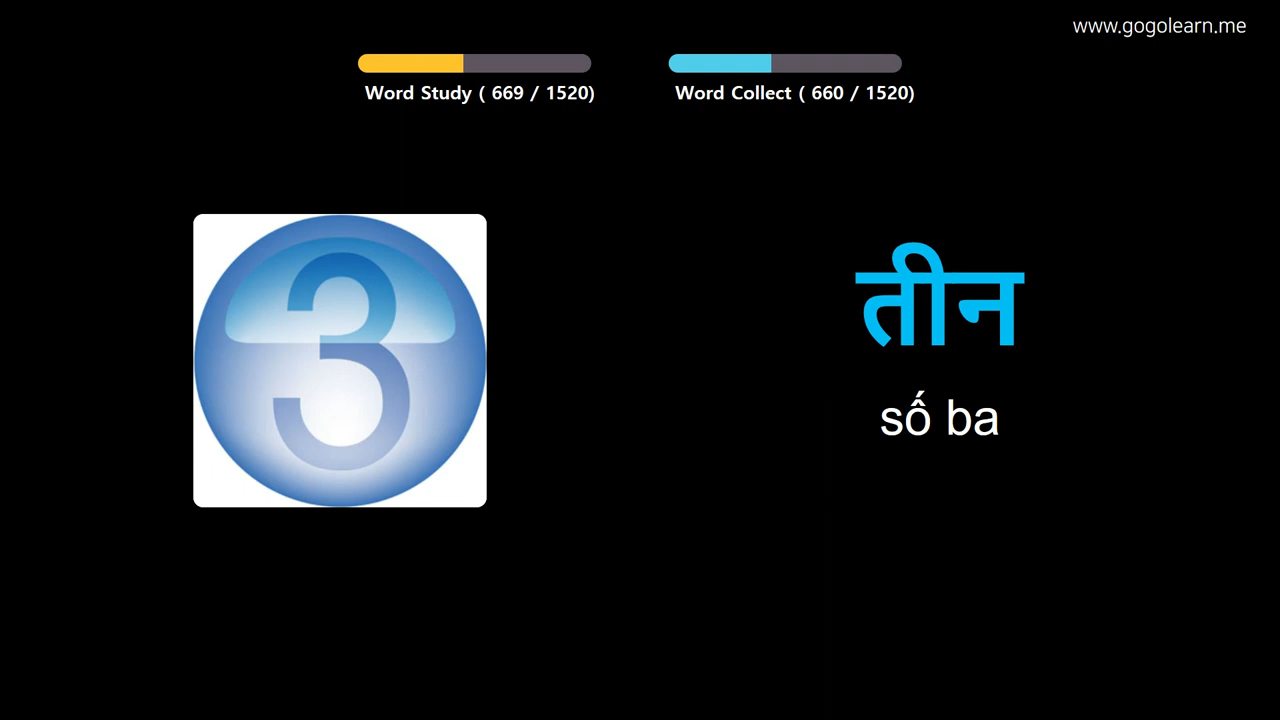 www.gogolearn.me
Word Study ( 669 / 1520)
Word Collect ( 660 / 1520)
3
तीन
số ba